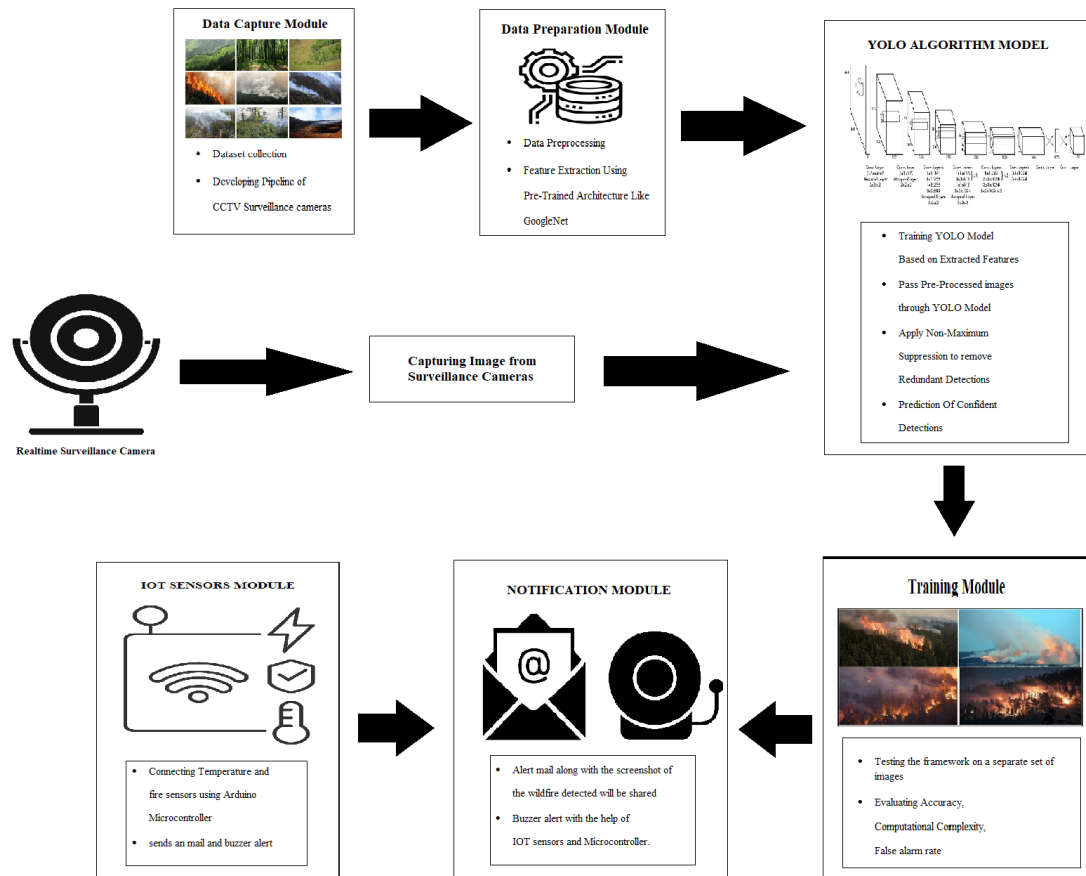 Data Capture Module
• Dataset collection
• Developing Pipeline of
CCTV Surveillance cameras
Data Preparation Module
• Data Preprocessing
• Feature Extraction Using
Pre-Trained Architecture Like
GoogleNet
YOLO ALGORITHM MODEL
• Training YOLO Model
Based on Extracted Features
• Pass Pre-Processed images
through YOLO Model
• Apply Non-Maximum
Suppression to remove
Redundant Detections
• Prediction Of Confident
Detections
Realtime Surveillance Camera
Capturing Image from
Surveillance Cameras
IOT SENSORS MODULE
• Connecting Temperature and
fire sensors using Arduino
Microcontroller
• sends an mail and buzzer alert
NOTIFICATION MODULE
@
• Alert mail along with the screenshot of
the wildfire detected will be shared
• Buzzer alert with the help of
IOT sensors and Microcontroller.
Training Module
• Testing the framework on a separate set of
images
• Evaluating Accuracy,
Computational Complexity,
False alarm rate